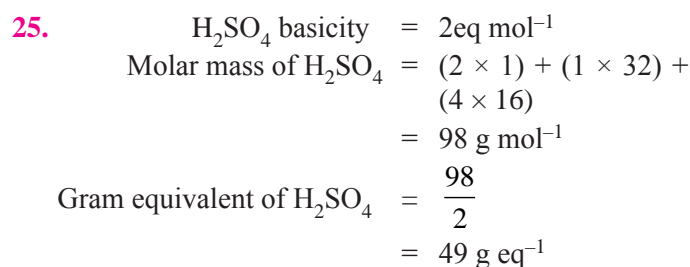 25. H₂SO₄ basicity = 2eq mol⁻¹
Molar mass of H₂SO₄ = (2 × 1) + (1 × 32) +
(4 × 16)
= 98 g mol⁻¹
Gram equivalent of H₂SO₄ = 98/2
= 49 g eq⁻¹